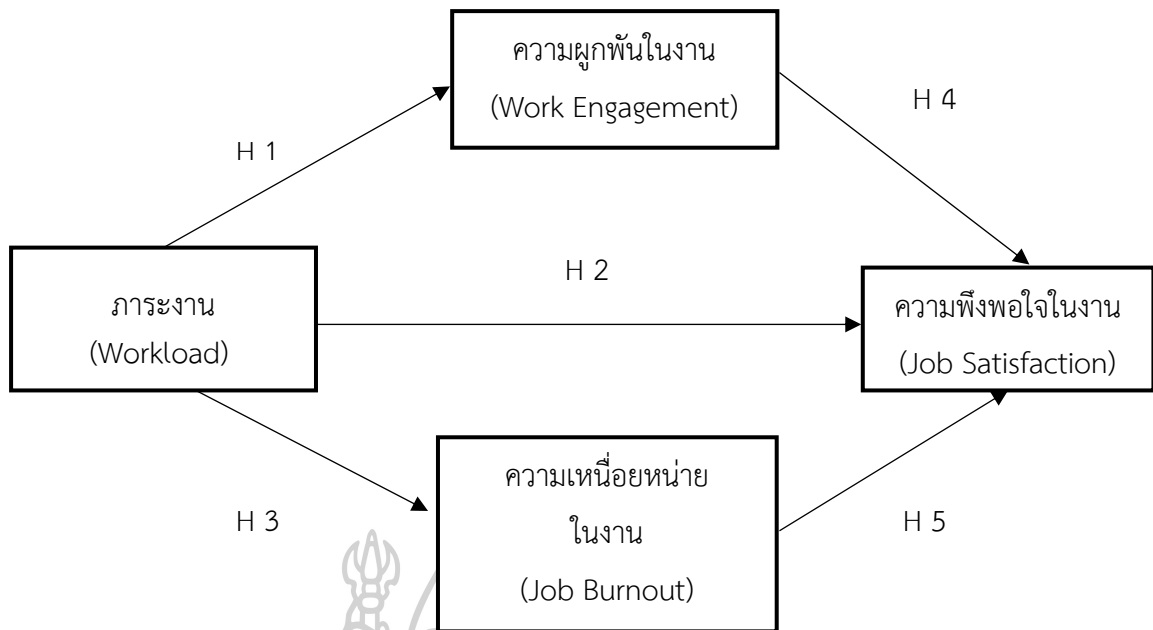 ความผูกพันในงาน
(Work Engagement)
H 4
H 1
H 2
ภาระงาน
(Workload)
ความพึงพอใจในงาน
(Job Satisfaction)
ความเหนื่อยหน่าย
ในงาน
(Job Burnout)
H 3
H 5